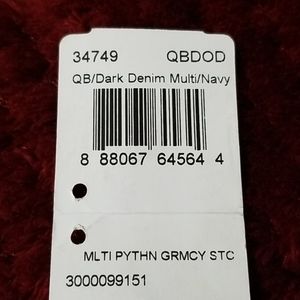 34749 QBDOD
QB/Dark Denim Multi/Navy
8 88067 64564 4
MLTI PYTHN GRMCY STC
3000099151